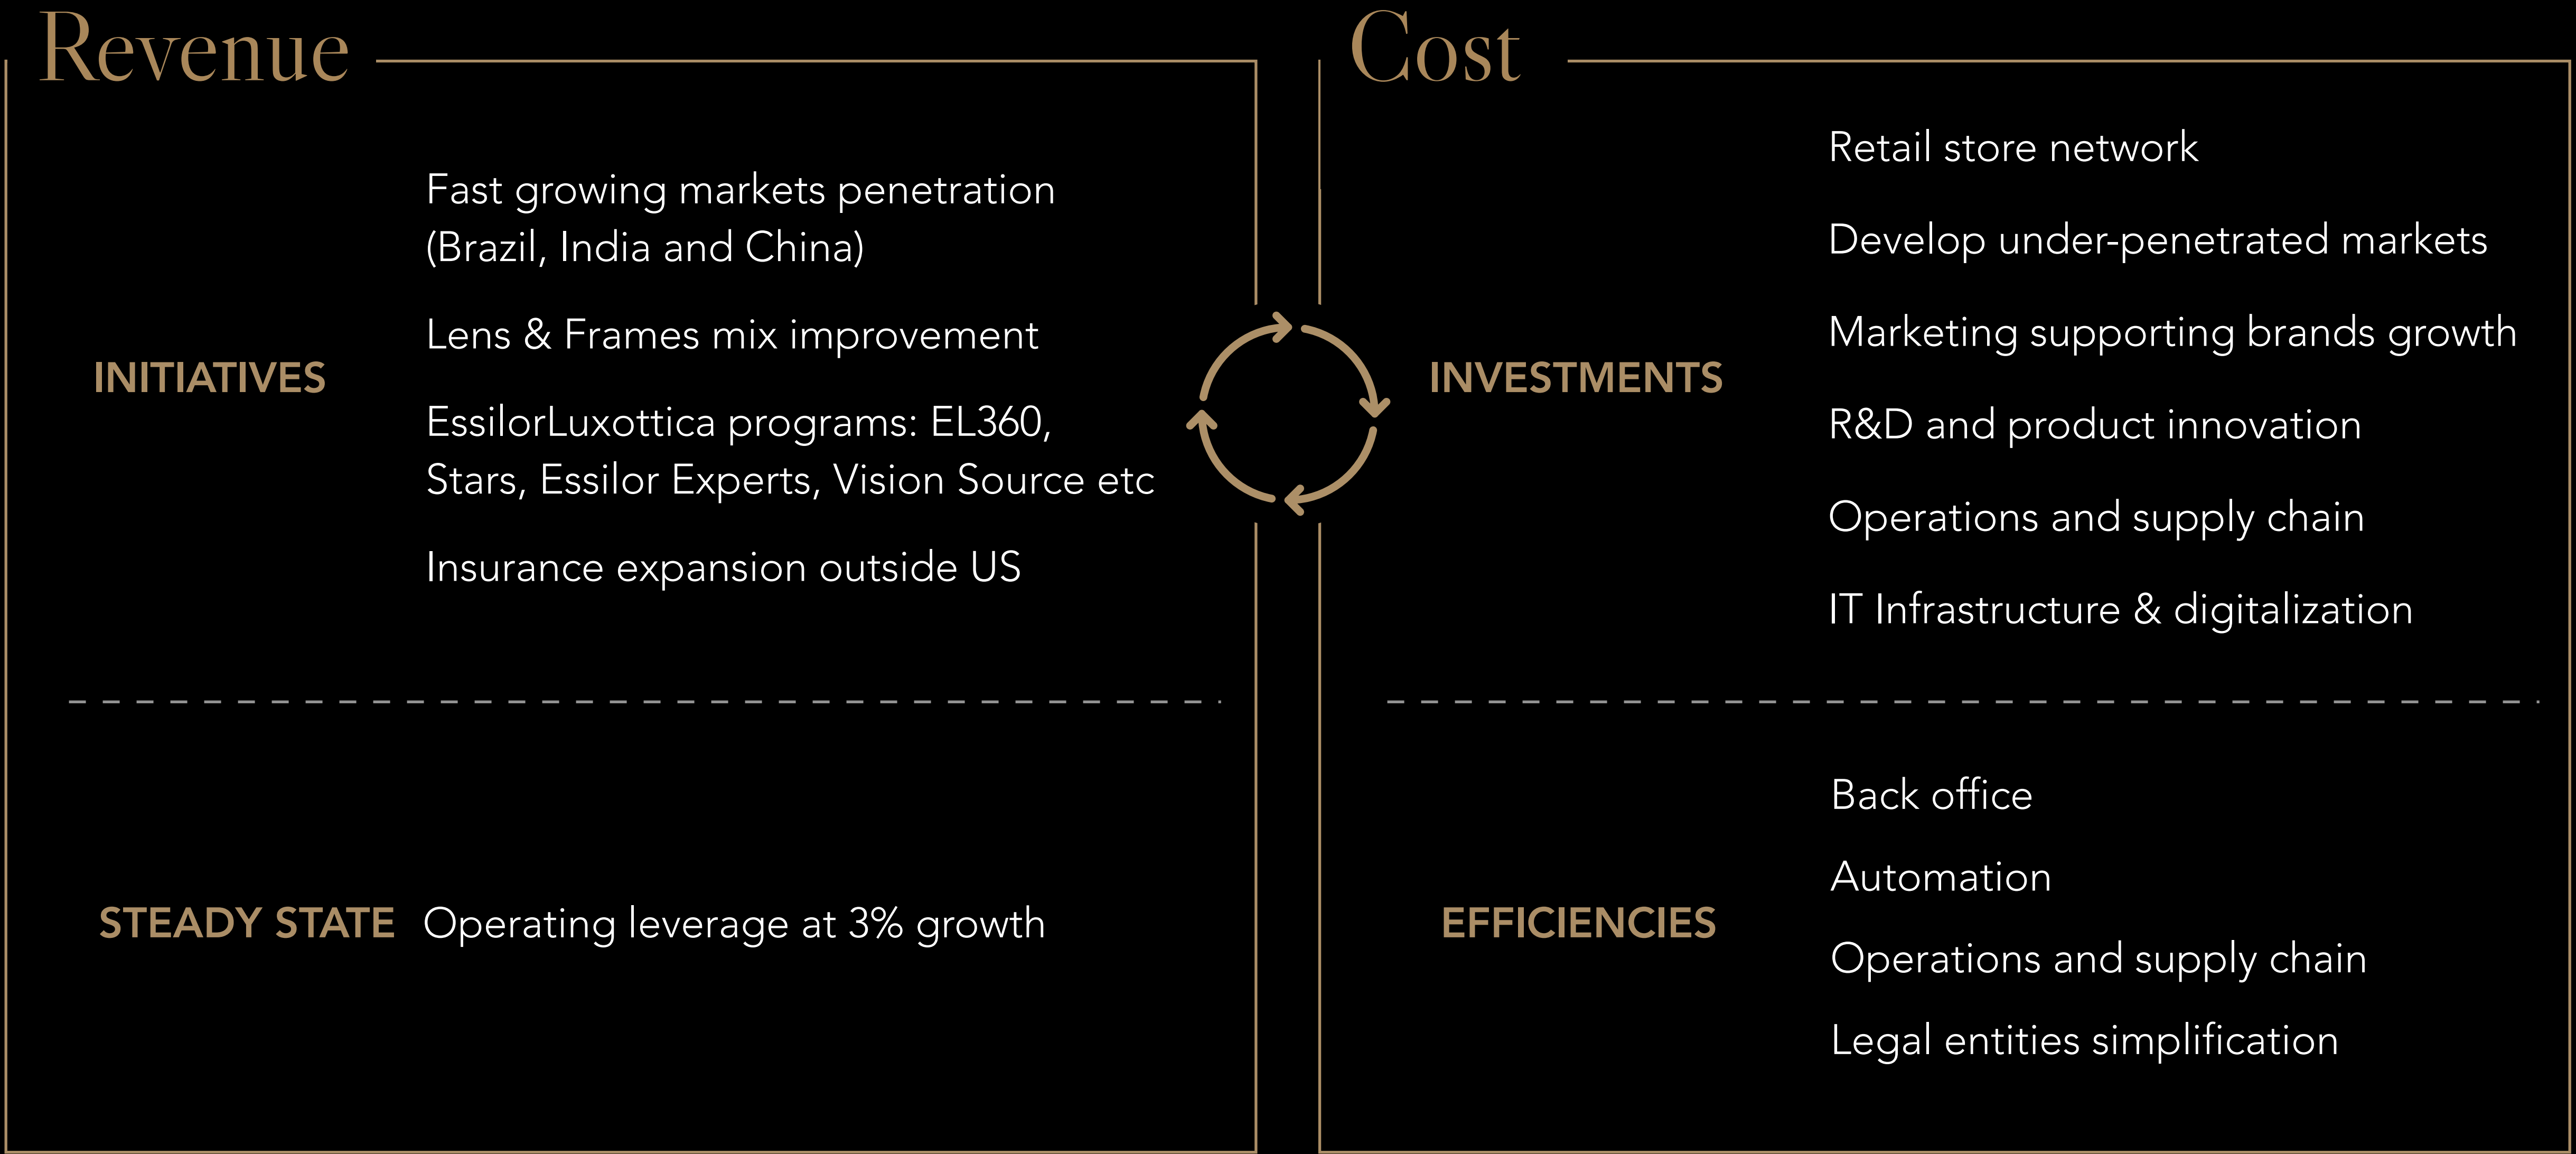 Revenue
INITIATIVES
Fast growing markets penetration
(Brazil, India and China)
Lens & Frames mix improvement
EssilorLuxottica programs: EL360,
Stars, Essilor Experts, Vision Source etc
Insurance expansion outside US
STEADY STATE
Operating leverage at 3% growth
Cost
INVESTMENTS
Retail store network
Develop under-penetrated markets
Marketing supporting brands growth
R&D and product innovation
Operations and supply chain
IT Infrastructure & digitalization
EFFICIENCIES
Back office
Automation
Operations and supply chain
Legal entities simplification